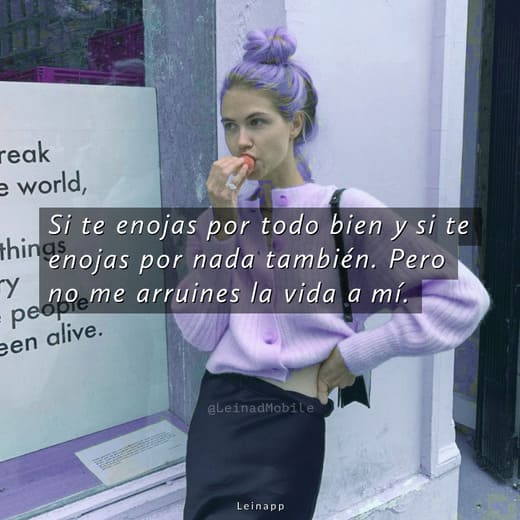 reak
e world,
things
ry
e people
een alive.
Si te enojas por todo bien y si te
enojas por nada también. Pero
no me arruines la vida a mí.
@LeinadMobile
Leinapp